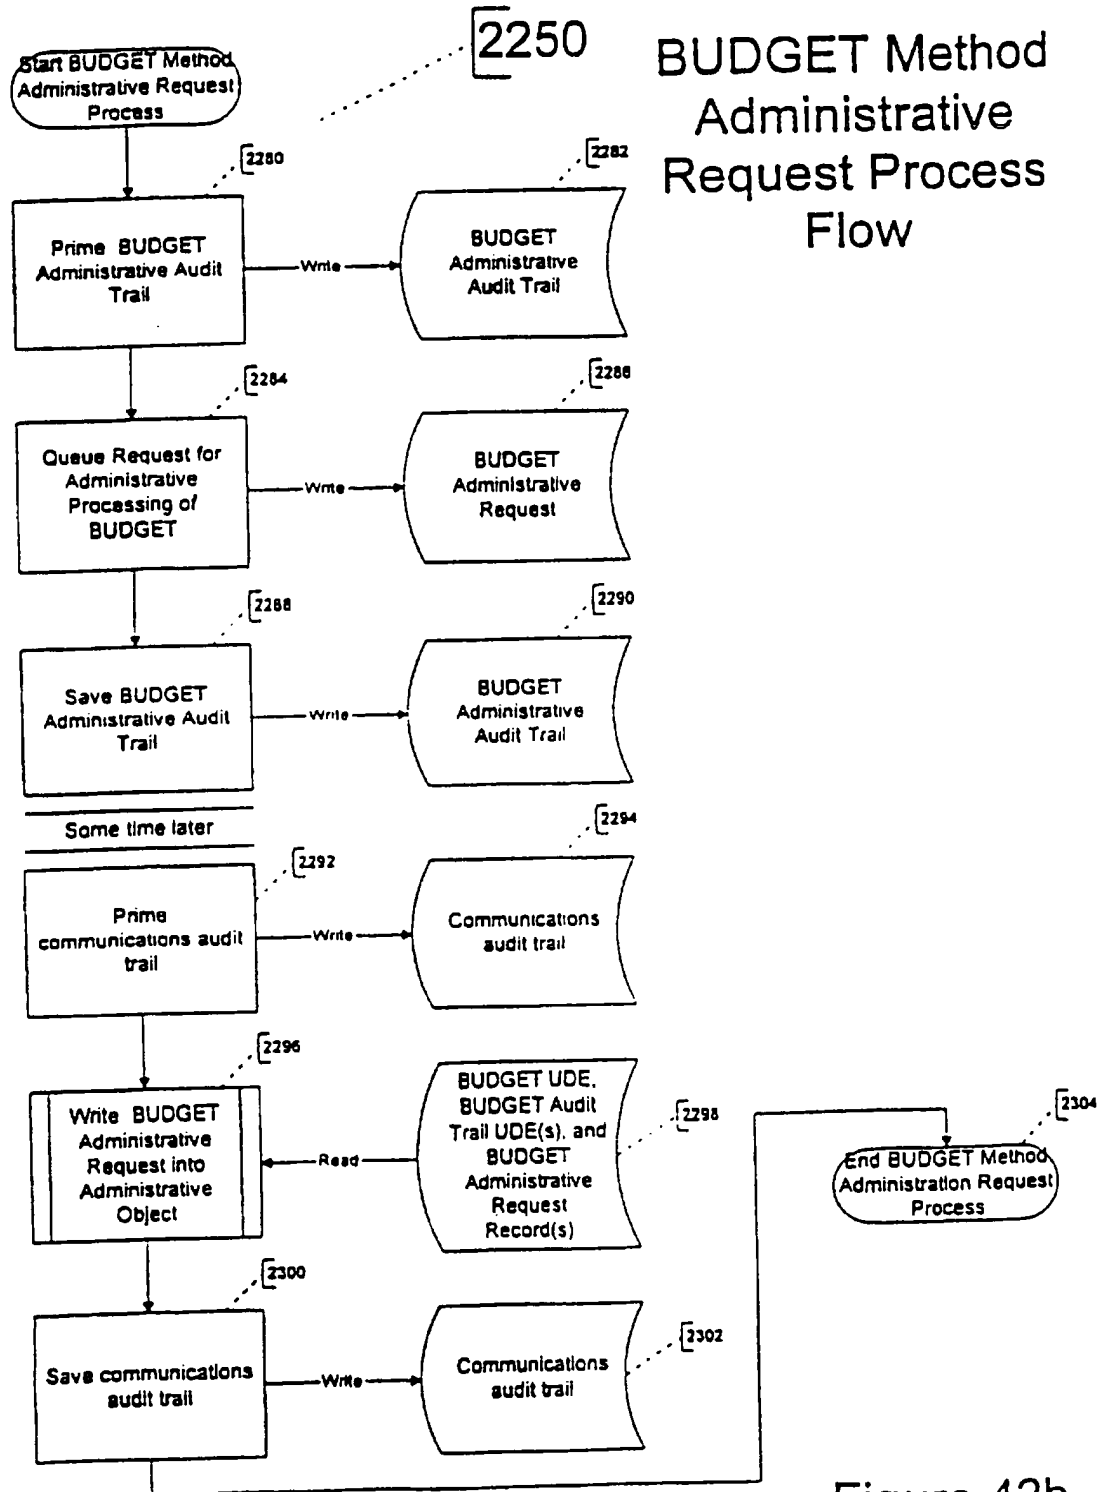 2250
BUDGET Method
Administrative
Request Process
Flow
Start BUDGET Method
Administrative Request
Process
2280
2282
Prime BUDGET
Administrative Audit
Trail
Write
BUDGET
Administrative
Audit Trail
2284
2286
Queue Request for
Administrative
Processing of
BUDGET
Write
BUDGET
Administrative
Request
2288
2290
Save BUDGET
Administrative Audit
Trail
Write
BUDGET
Administrative
Audit Trail
Some time later
2292
2294
Prime
communications audit
trail
Write
Communications
audit trail
2296
2298
Write BUDGET
Administrative
Request into
Administrative
Object
Read
BUDGET UDE,
BUDGET Audit
Trail UDE(s), and
BUDGET
Administrative
Request
Record(s)
2304
End BUDGET Method
Administration Request
Process
2300
2302
Save communications
audit trail
Write
Communications
audit trail
Figure 42b